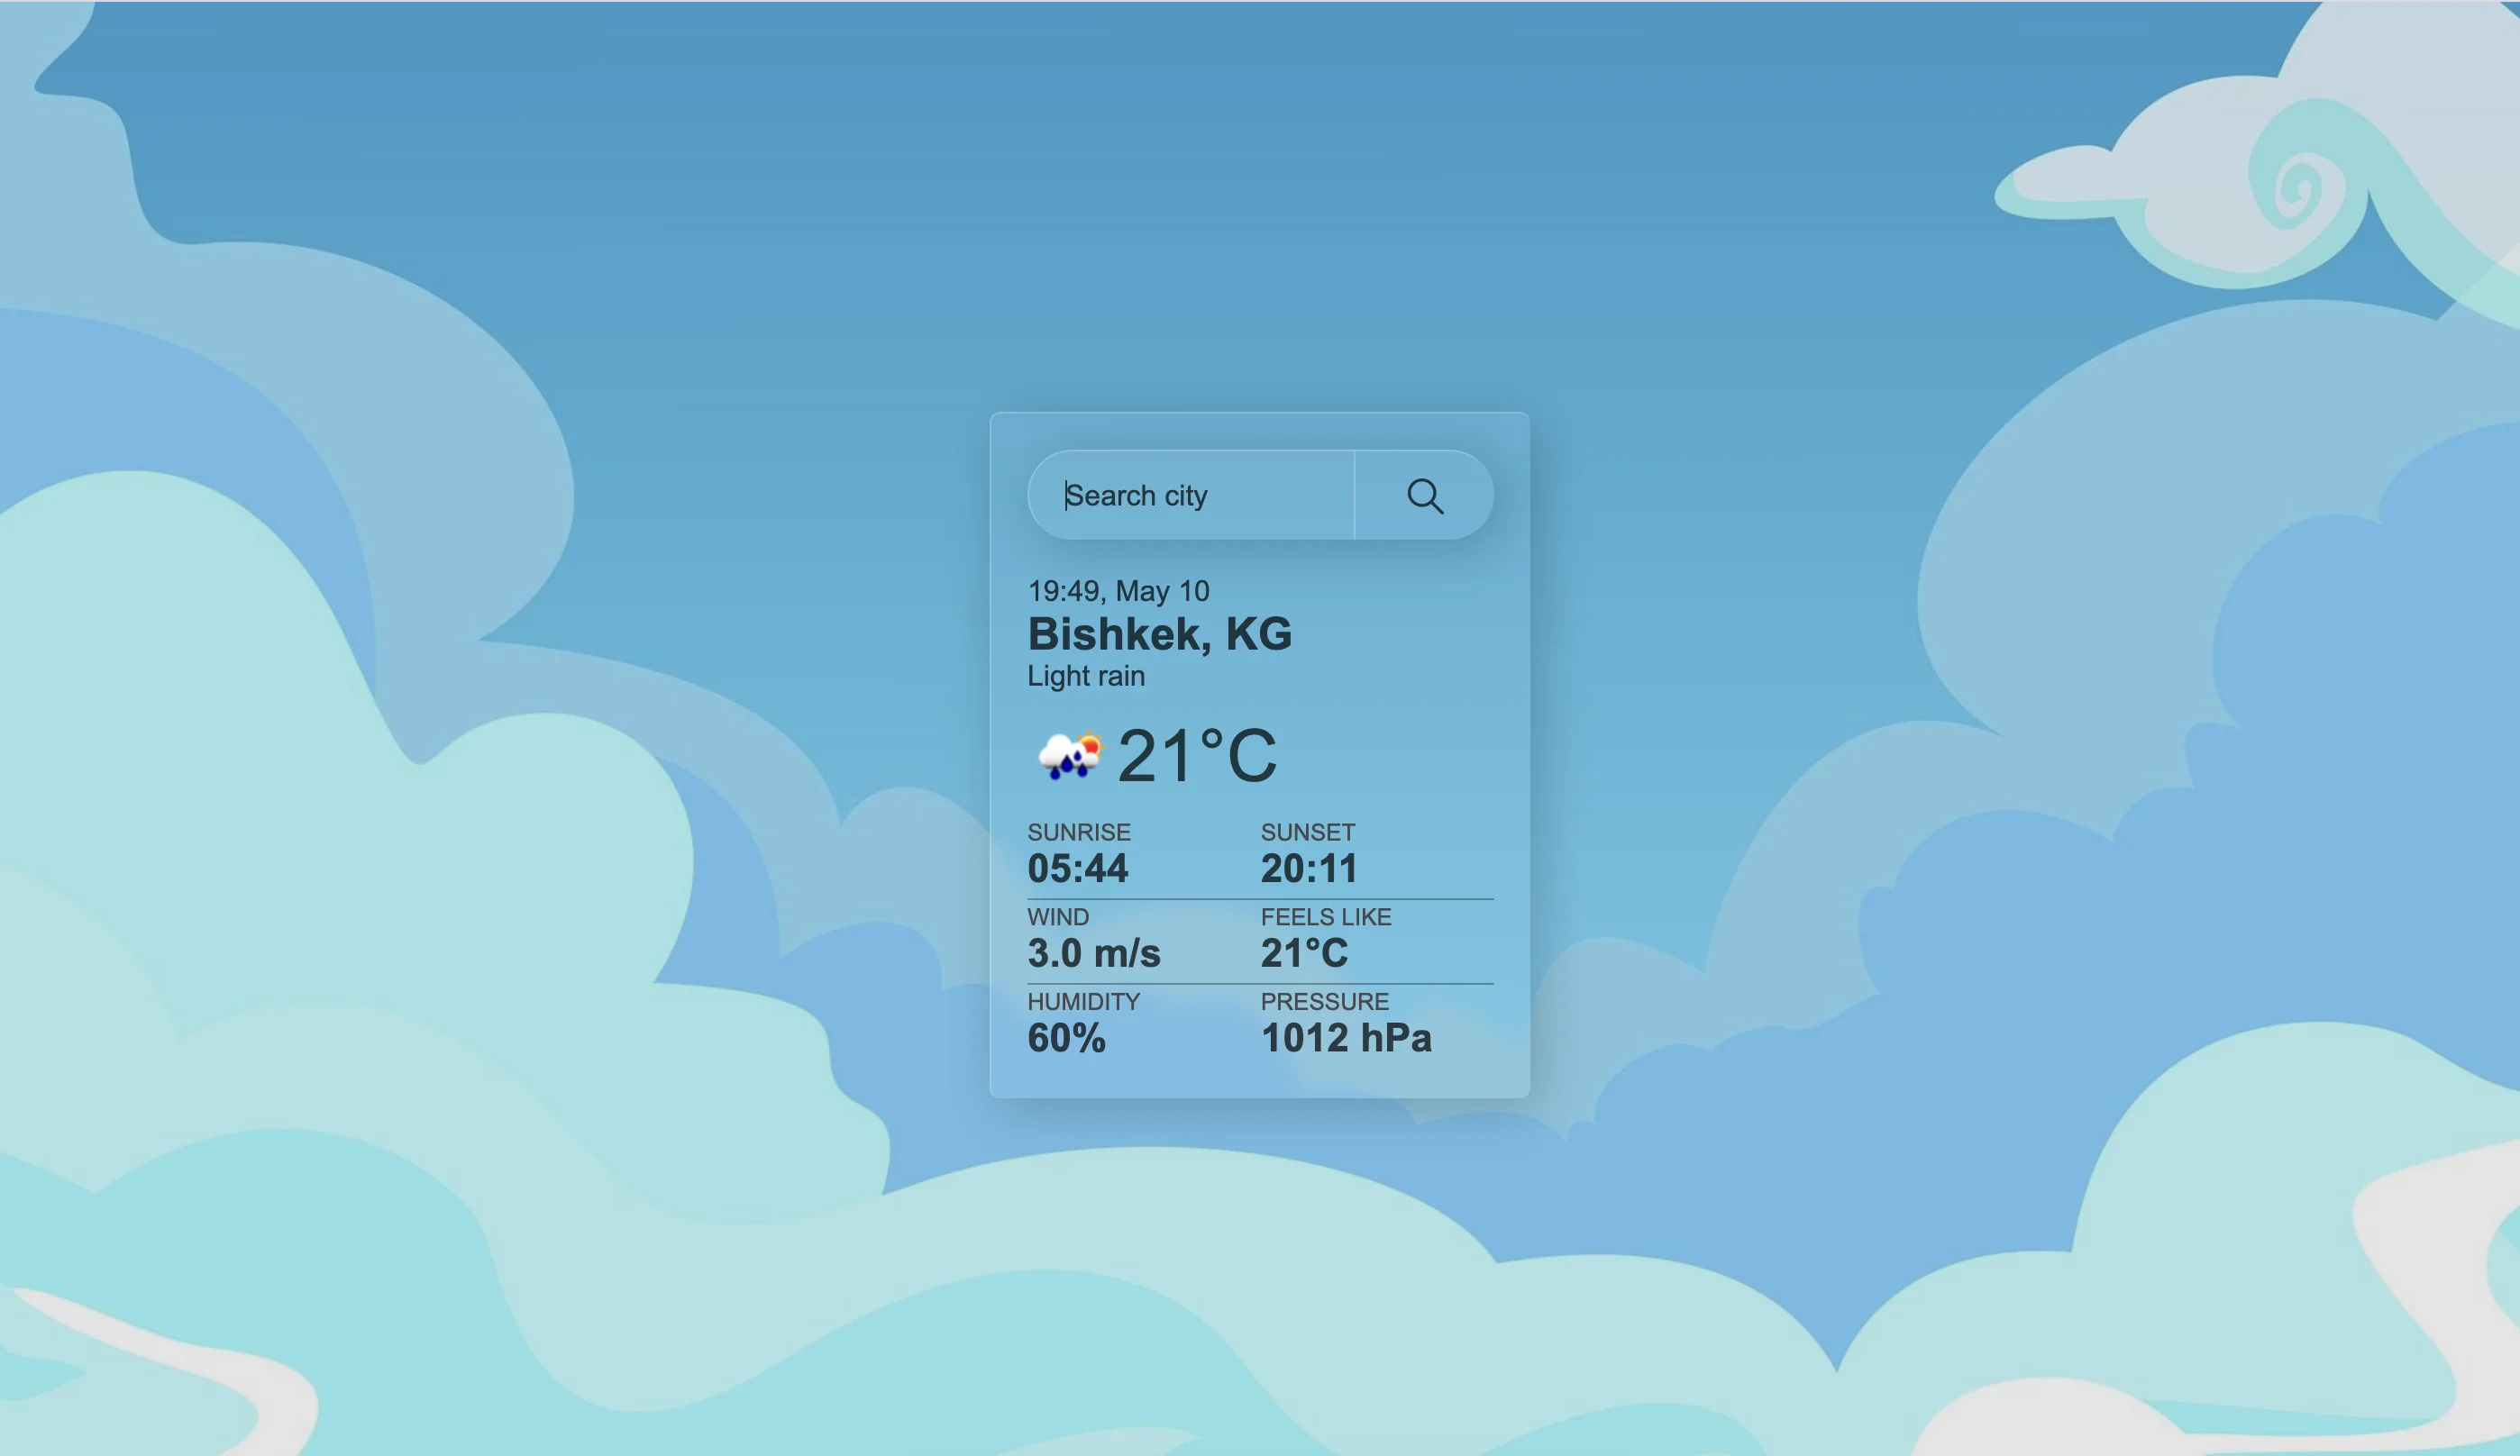 Search city
19:49, May 10
Bishkek, KG
Light rain
21°C
SUNRISE SUNSET
05:44 20:11
WIND FEELS LIKE
3.0 m/s 21°C
HUMIDITY PRESSURE
60% 1012 hPa